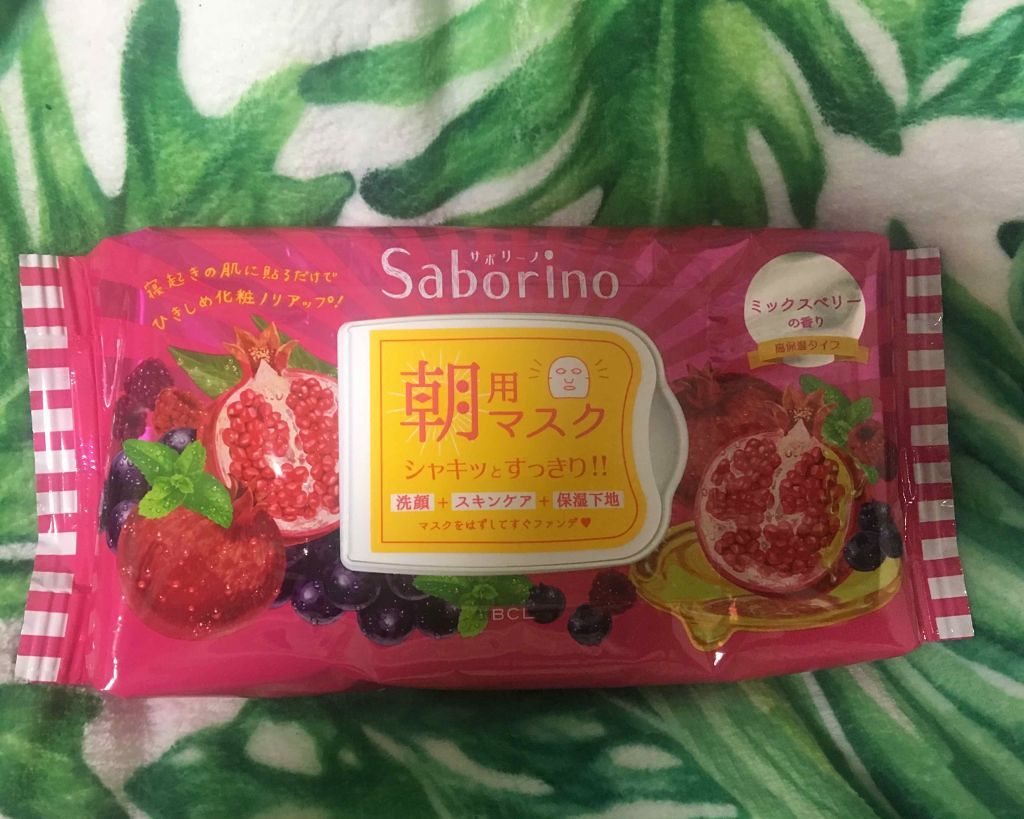 寝起きの肌に貼るだけで
ひきしめ化粧ノリアップ!
サボリーノ
Saborino
ミックスベリー
の香り
高保湿タイプ
朝用マスク
シャキッとすっきり!!
洗顔+スキンケア+保湿下地
マスクをはずしてすぐファンデ♥
BCL